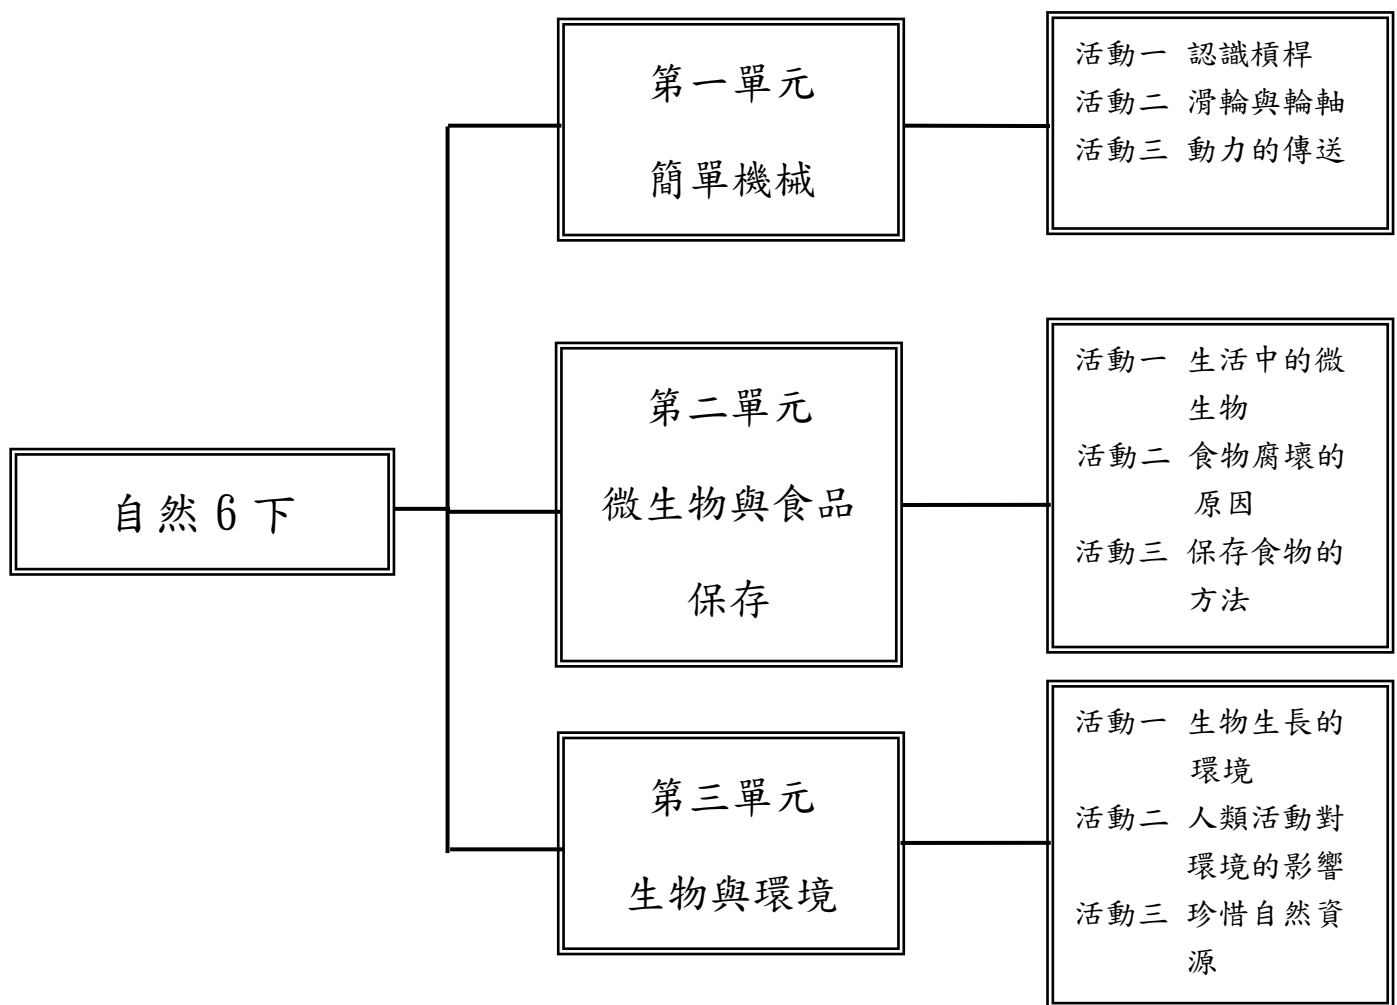 自然 6 下
第一單元
簡單機械
活動一 認識槓桿
活動二 滑輪與輪軸
活動三 動力的傳送
第二單元
微生物與食品
保存
活動一 生活中的微
生物
活動二 食物腐壞的
原因
活動三 保存食物的
方法
第三單元
生物與環境
活動一 生物生長的
環境
活動二 人類活動對
環境的影響
活動三 珍惜自然資
源